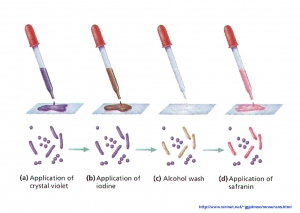 (a) Application of
crystal violet
(b) Application of
iodine
(c) Alcohol wash
(d) Application of
safranin